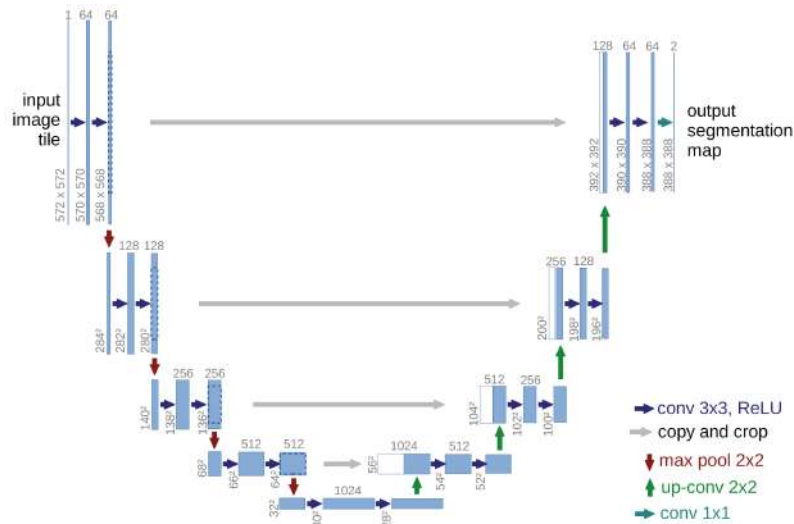 1 64 64
128 64 64 2
input
image
tile
output
segmentation
map
572 x 572
570 x 570
568 x 568
392 x 392
390 x 390
388 x 388
388 x 388
128 128
256 128
284²
282²
280²
200²
198²
196²
256 256
512 256
140²
138²
136²
104²
102²
100²
512 512
1024 512
68²
66²
64²
56²
54²
52²
1024
32²
28²
conv 3x3, ReLU
copy and crop
max pool 2x2
up-conv 2x2
conv 1x1